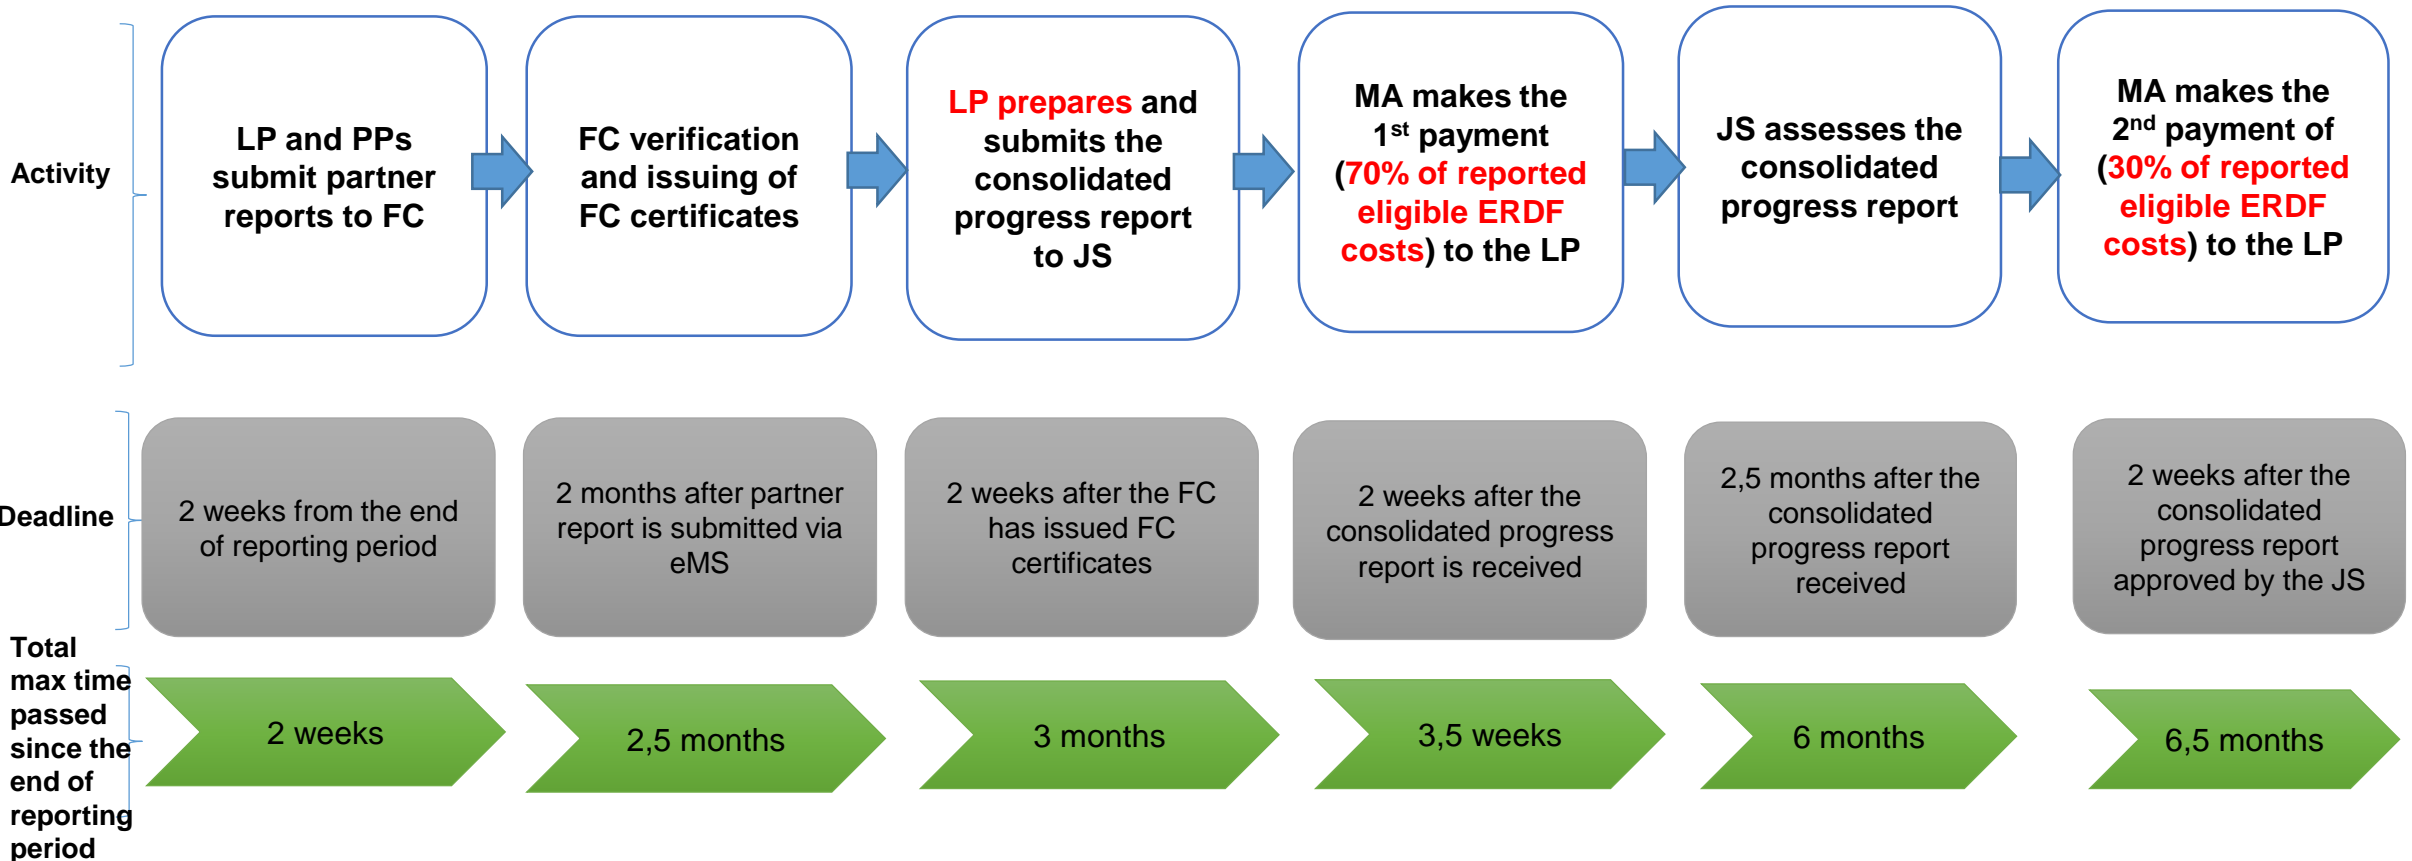 Activity
LP and PPs
submit partner
reports to FC
FC verification
and issuing of
FC certificates
LP prepares and
submits the
consolidated
progress report
to JS
MA makes the
1st payment
(70% of reported
eligible ERDF
costs) to the LP
JS assesses the
consolidated
progress report
MA makes the
2nd payment of
(30% of reported
eligible ERDF
costs) to the LP
Deadline
2 weeks from the end
of reporting period
2 months after partner
report is submitted via
eMS
2 weeks after the FC
has issued FC
certificates
2 weeks after the
consolidated progress
report is received
2,5 months after the
consolidated
progress report
received
2 weeks after the
consolidated
progress report
approved by the JS
Total
max time
passed
since the
end of
reporting
period
2 weeks
2,5 months
3 months
3,5 weeks
6 months
6,5 months